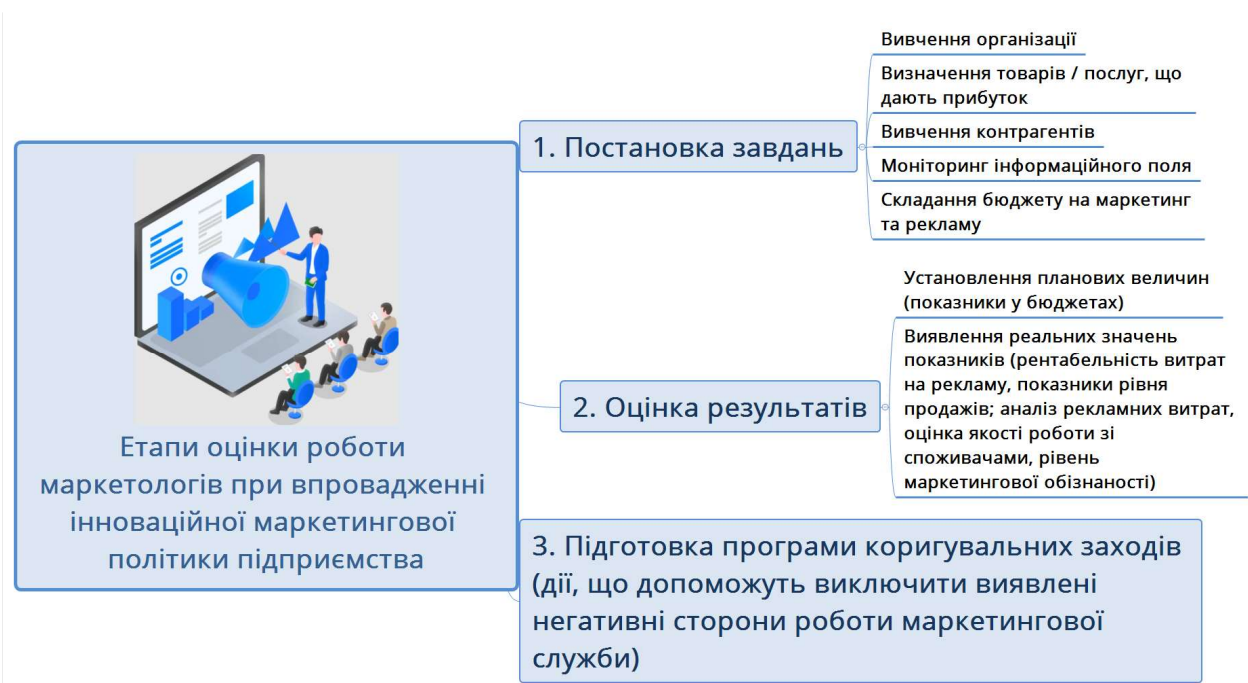 Етапи оцінки роботи
маркетологів при впровадженні
інноваційної маркетингової
політики підприємства
1. Постановка завдань
Вивчення організації
Визначення товарів / послуг, що
дають прибуток
Вивчення контрагентів
Моніторинг інформаційного поля
Складання бюджету на маркетинг
та рекламу
2. Оцінка результатів
Установлення планових величин
(показники у бюджетах)
Виявлення реальних значень
показників (рентабельність витрат
на рекламу, показники рівня
продажів; аналіз рекламних витрат,
оцінка якості роботи зі
споживачами, рівень
маркетингової обізнаності)
3. Підготовка програми коригувальних заходів
(дії, що допоможуть виключити виявлені
негативні сторони роботи маркетингової
служби)